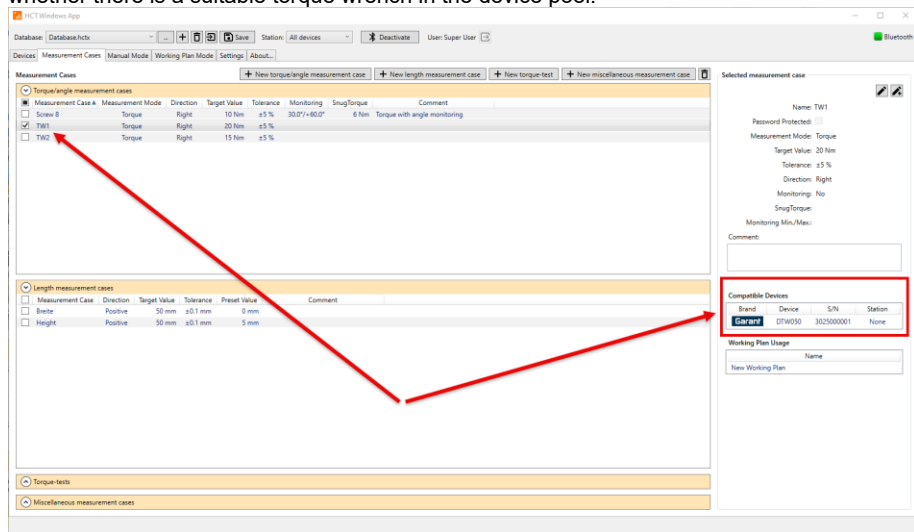 whether there is a suitable torque wrench in the device pool.
HCT Windows App
Database: Database.hctx ... Save Station: All devices Deactivate User: Super User Bluetooth
Devices Measurement Cases Manual Mode Working Plan Mode Settings About...
Measurement Cases + New torque/angle measurement case + New length measurement case + New torque-test + New miscellaneous measurement case
Torque/angle measurement cases
Measurement Case Measurement Mode Direction Target Value Tolerance Monitoring SnugTorque Comment
Screw 8 Torque Right 10 Nm ±5 % 30.0°/+60.0° 6 Nm Torque with angle monitoring
TW1 Torque Right 20 Nm ±5 %
TW2 Torque Right 15 Nm ±5 %
Length measurement cases
Measurement Case Direction Target Value Tolerance Preset Value Comment
Breite Positive 50 mm ±0.1 mm 0 mm
Height Positive 50 mm ±0.1 mm 5 mm
Torque-tests
Miscellaneous measurement cases
Selected measurement case
Name: TW1
Password Protected:
Measurement Mode: Torque
Target Value: 20 Nm
Tolerance: ±5 %
Direction: Right
Monitoring: No
SnugTorque:
Monitoring Min./Max.:
Comment:
Compatible Devices
Brand Device S/N Station
Garant DTW050 3025000001 None
Working Plan Usage
Name
New Working Plan